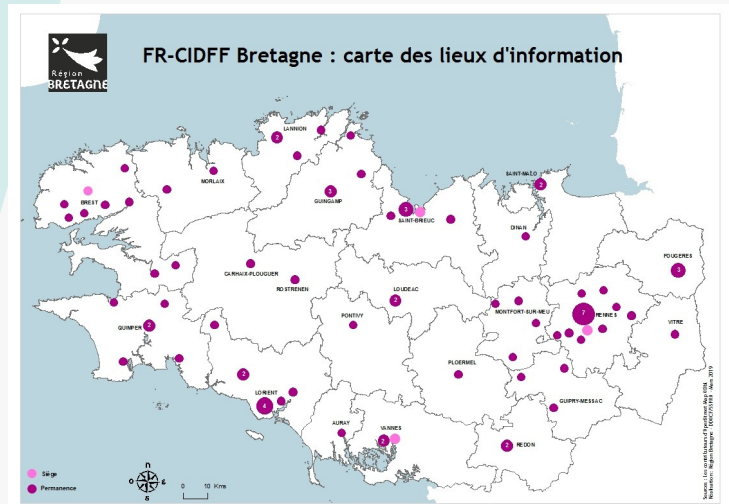 FR-CIDFF Bretagne : carte des lieux d'information
Région
BRETAGNE
LANNION
2
SAINT-MALO
2
MORLAIX
BREST
GUINGAMP
3
3
SAINT-BRIEUC
DINAN
FOUGERES
3
CARHAIX-PLOUGUER
ROSTRENEN
LOUDEAC
2
MONTFORT-SUR-MEU
7
RENNES
VITRE
QUIMPER
2
PONTIVY
PLOERMEL
2
LORIENT
4
GUIPRY-MESSAC
AURAY
VANNES
2
REDON
2
Siège
Permanence
N
O
E
S
0 10 Kms